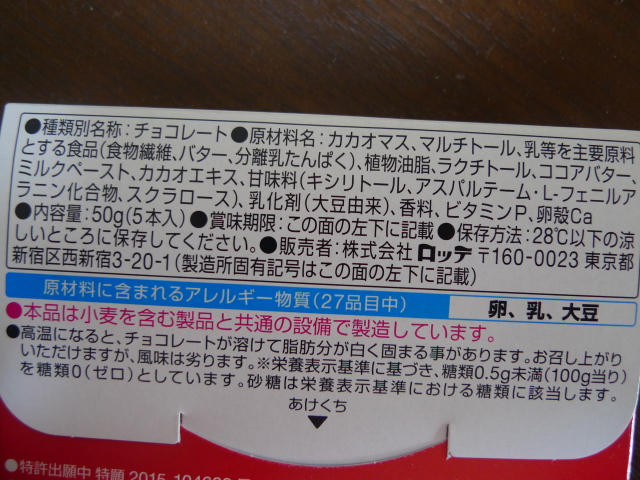 ●種類別名称:チョコレート●原材料名:カカオマス、マルチトール、乳等を主要原料
とする食品(食物繊維、バター、分離乳たんぱく)、植物油脂、ラクチトール、ココアバター、
ミルクペースト、カカオエキス、甘味料(キシリトール、アスパルテーム・L-フェニルア
ラニン化合物、スクラロース)、乳化剤(大豆由来)、香料、ビタミンP、卵殻Ca
●内容量:50g(5本入)●賞味期限:この面の左下に記載●保存方法:28℃以下の涼
しいところに保存してください。●販売者:株式会社 ロッテ 〒160-0023 東京都
新宿区西新宿3-20-1(製造所固有記号はこの面の左下に記載)
原材料に含まれるアレルギー物質(27品目中) 卵、乳、大豆
●本品は小麦を含む製品と共通の設備で製造しています。
●高温になると、チョコレートが溶けて脂肪分が白く固まる事があります。お召し上がり
いただけますが、風味は劣ります。※栄養表示基準に基づき、糖類0.5g未満(100g当り)
を糖類0(ゼロ)としています。砂糖は栄養表示基準における糖類に該当します。
あけくち
●特許出願中 特願 2015-